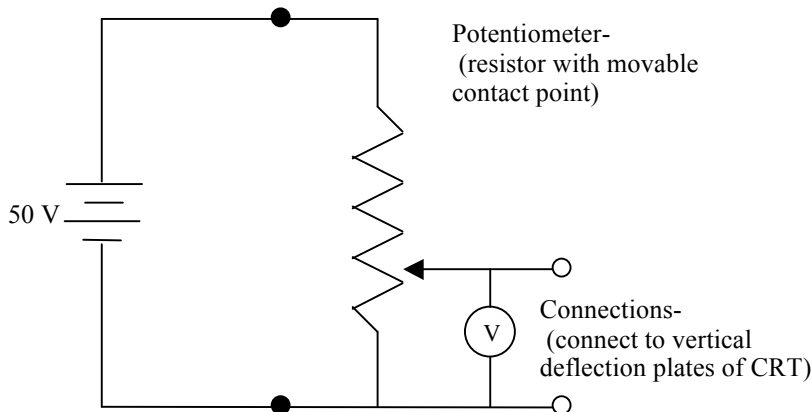 Potentiometer-
(resistor with movable
contact point)
50 V
V
Connections-
(connect to vertical
deflection plates of CRT)